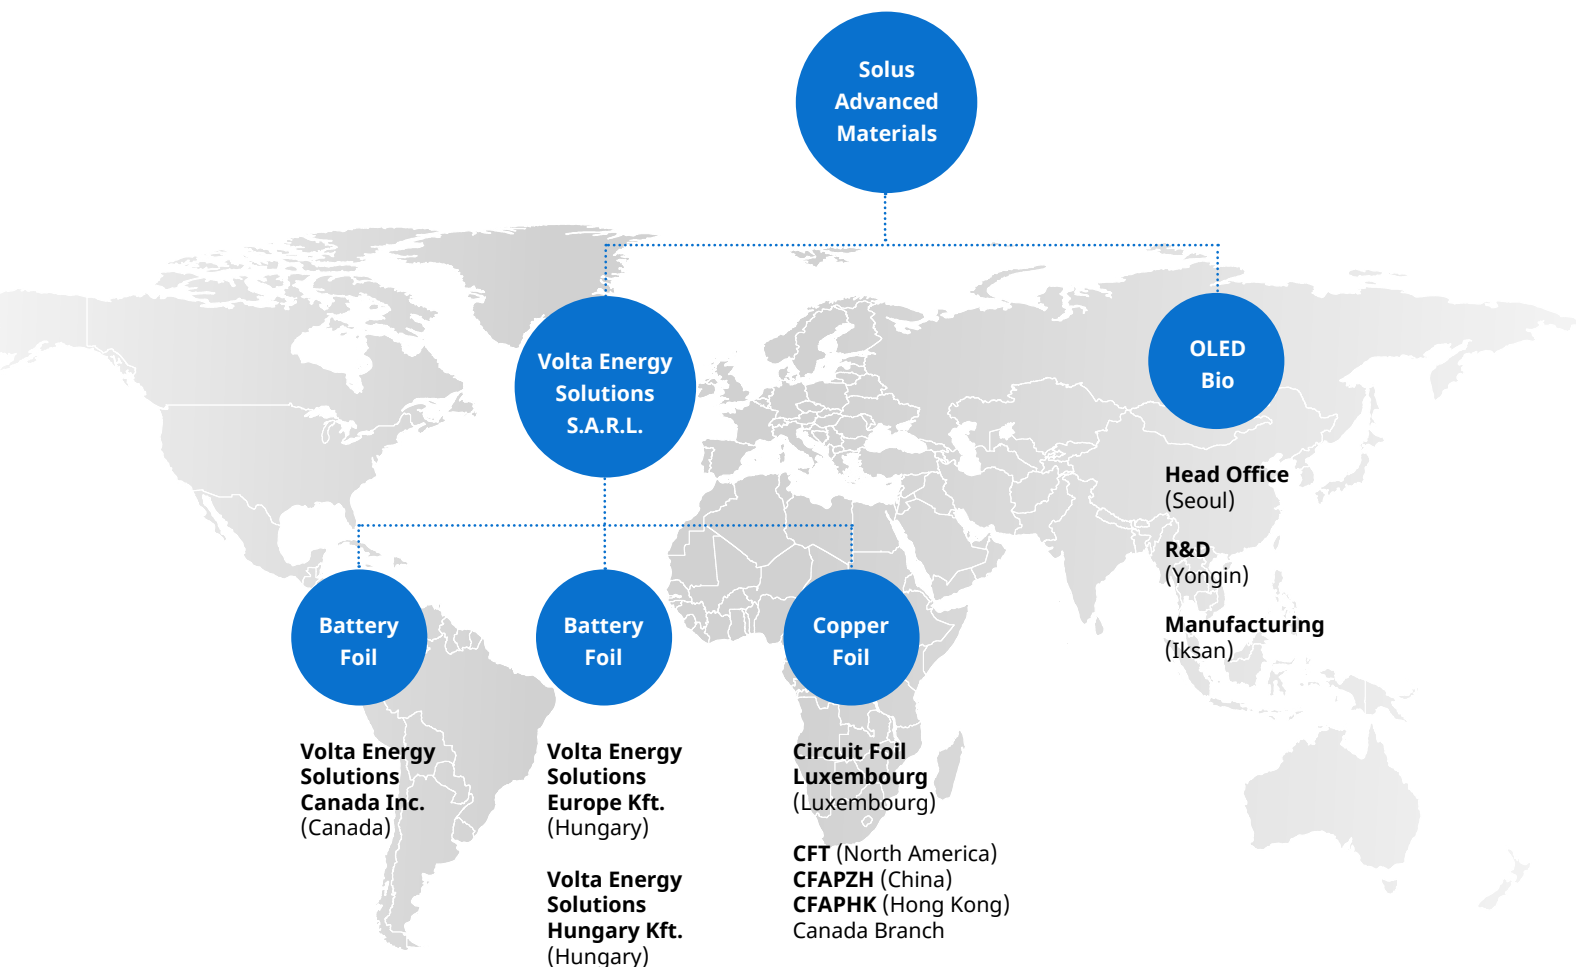 Solus
Advanced
Materials
Volta Energy
Solutions
S.A.R.L.
OLED
Bio
Head Office
(Seoul)
R&D
(Yongin)
Manufacturing
(Iksan)
Battery
Foil
Volta Energy
Solutions
Canada Inc.
(Canada)
Battery
Foil
Volta Energy
Solutions
Europe Kft.
(Hungary)
Volta Energy
Solutions
Hungary Kft.
(Hungary)
Copper
Foil
Circuit Foil
Luxembourg
(Luxembourg)
CFT (North America)
CFAPZH (China)
CFAPHK (Hong Kong)
Canada Branch